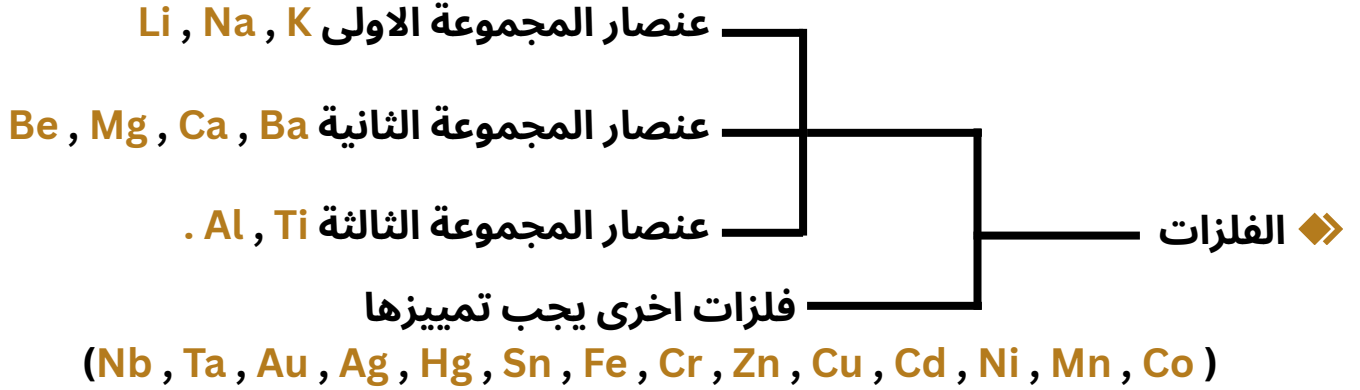 عنصار المجموعة الاولى Li , Na , K
عنصار المجموعة الثانية Be , Mg , Ca , Ba
عنصار المجموعة الثالثة Al , Ti .
الفلزات
فلزات اخرى يجب تمييزها
(Nb , Ta , Au , Ag , Hg , Sn , Fe , Cr , Zn , Cu , Cd , Ni , Mn , Co )